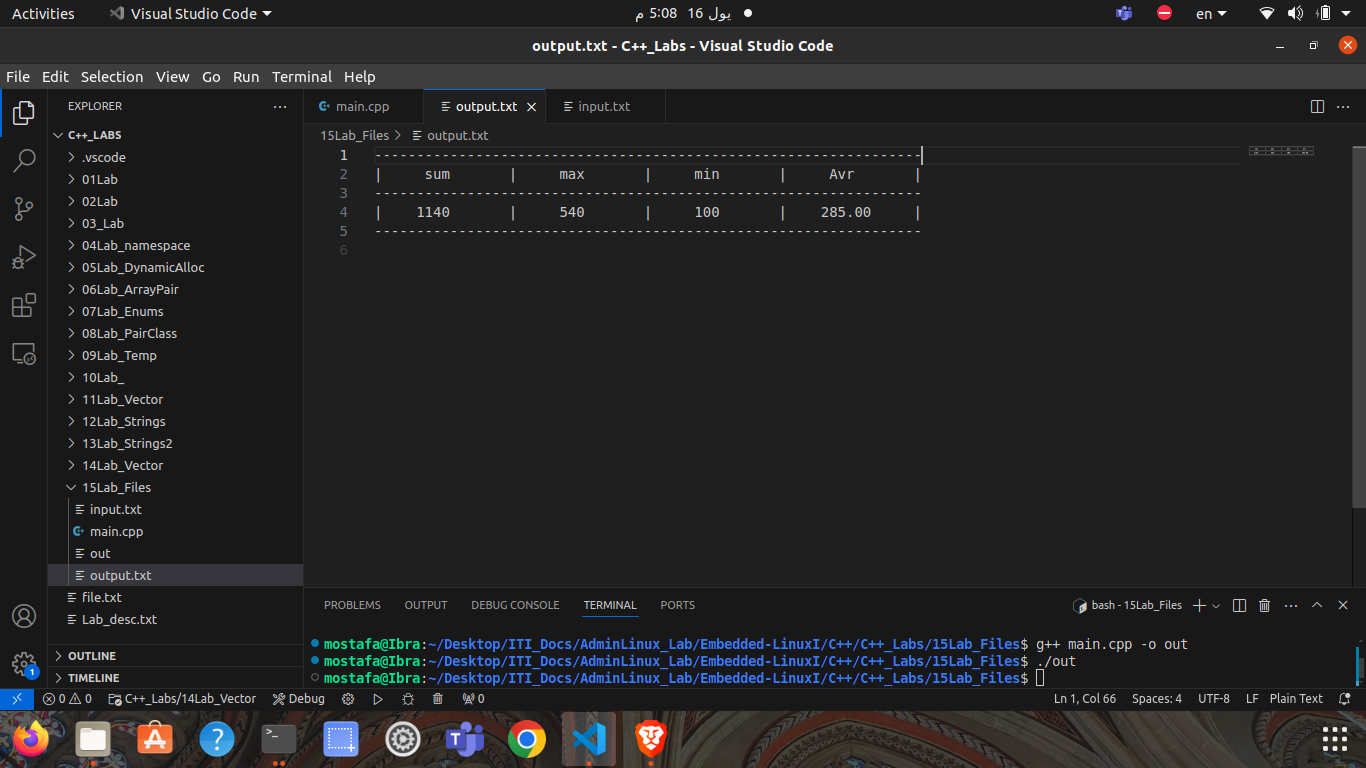 Activities Visual Studio Code يول 16 5:08 م en
output.txt - C++_Labs - Visual Studio Code
File Edit Selection View Go Run Terminal Help
EXPLORER ...
main.cpp output.txt input.txt
C++_LABS
.vscode
01Lab
02Lab
03_Lab
04Lab_namespace
05Lab_DynamicAlloc
06Lab_ArrayPair
07Lab_Enums
08Lab_PairClass
09Lab_Temp
10Lab_
11Lab_Vector
12Lab_Strings
13Lab_Strings2
14Lab_Vector
15Lab_Files
input.txt
main.cpp
out
output.txt
file.txt
Lab_desc.txt
OUTLINE
TIMELINE
1
15Lab_Files > output.txt
1 -----------------------------------------------------------------
2 | sum | max | min | Avr |
3 -----------------------------------------------------------------
4 | 1140 | 540 | 100 | 285.00 |
5 -----------------------------------------------------------------
6
PROBLEMS OUTPUT DEBUG CONSOLE TERMINAL PORTS bash - 15Lab_Files
mostafa@Ibra:~/Desktop/ITI_Docs/AdminLinux_Lab/Embedded-LinuxI/C++/C++_Labs/15Lab_Files$ g++ main.cpp -o out
mostafa@Ibra:~/Desktop/ITI_Docs/AdminLinux_Lab/Embedded-LinuxI/C++/C++_Labs/15Lab_Files$ ./out
mostafa@Ibra:~/Desktop/ITI_Docs/AdminLinux_Lab/Embedded-LinuxI/C++/C++_Labs/15Lab_Files$
0 0 C++_Labs/14Lab_Vector Debug 0 Ln 1, Col 66 Spaces: 4 UTF-8 LF Plain Text